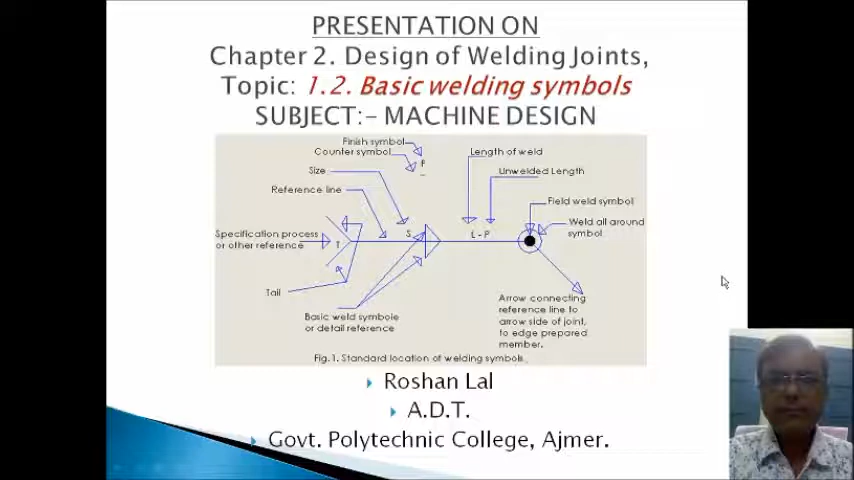 PRESENTATION ON
Chapter 2. Design of Welding Joints,
Topic: 1.2. Basic welding symbols
SUBJECT:- MACHINE DESIGN
Finish symbol
Counter symbol
F
Length of weld
Size
Unwelded Length
Reference line
Field weld symbol
Weld all around
symbol
Specification process
or other reference
T
S
L - P
Tail
Basic weld symbole
or detail reference
Arrow connecting
reference line to
arrow side of joint,
to edge prepared
member.
Fig.1. Standard location of welding symbols.
Roshan Lal
A.D.T.
Govt. Polytechnic College, Ajmer.